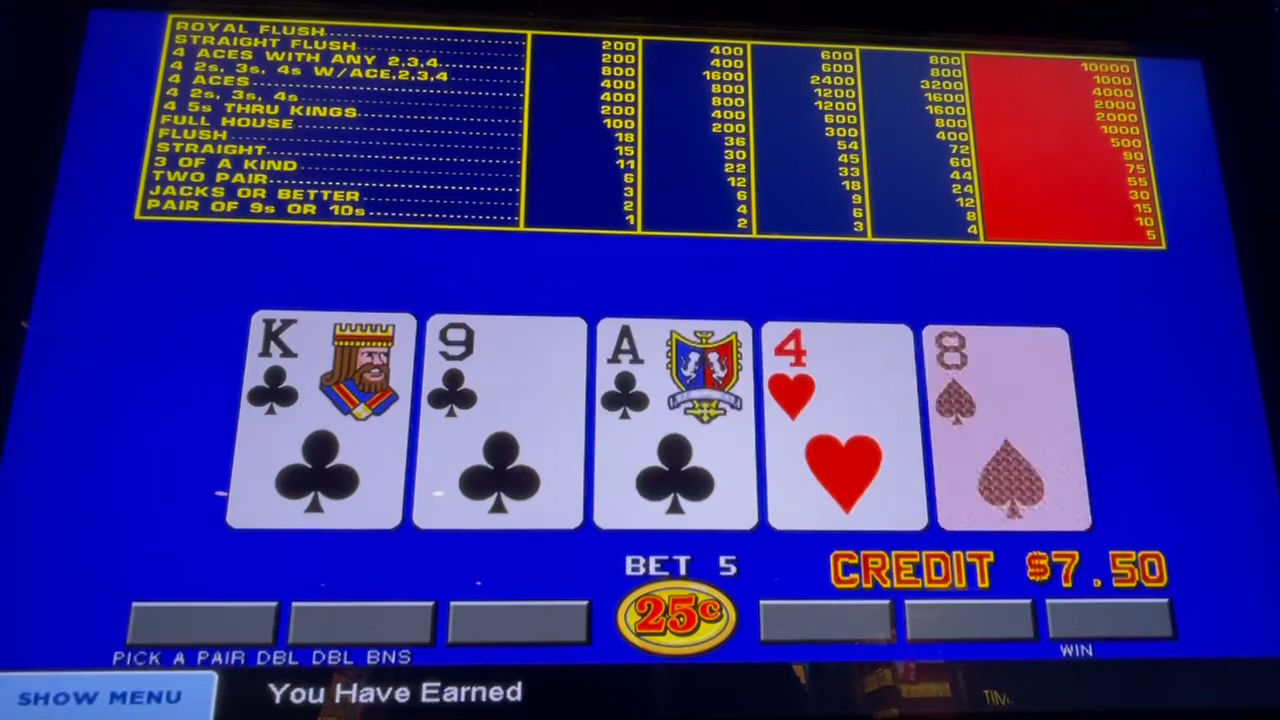 ROYAL FLUSH 200 400 600 800 10000
STRAIGHT FLUSH 200 400 600 800 1000
4 ACES WITH ANY 2,3,4 800 1600 2400 3200 4000
4 2s, 3s, 4s W/ACE,2,3,4 400 800 1200 1600 2000
4 ACES 400 800 1200 1600 2000
4 2s, 3s, 4s 200 400 600 800 1000
4 5s THRU KINGS 100 200 300 400 500
FULL HOUSE 18 36 54 72 90
FLUSH 15 30 45 60 75
STRAIGHT 11 22 33 44 55
3 OF A KIND 6 12 18 24 30
TWO PAIR 3 6 9 12 15
JACKS OR BETTER 2 4 6 8 10
PAIR OF 9s OR 10s 1 2 3 4 5
K 9 A 4 8
BET 5 CREDIT $7.50
25¢
PICK A PAIR DBL DBL BNS WIN
SHOW MENU You Have Earned